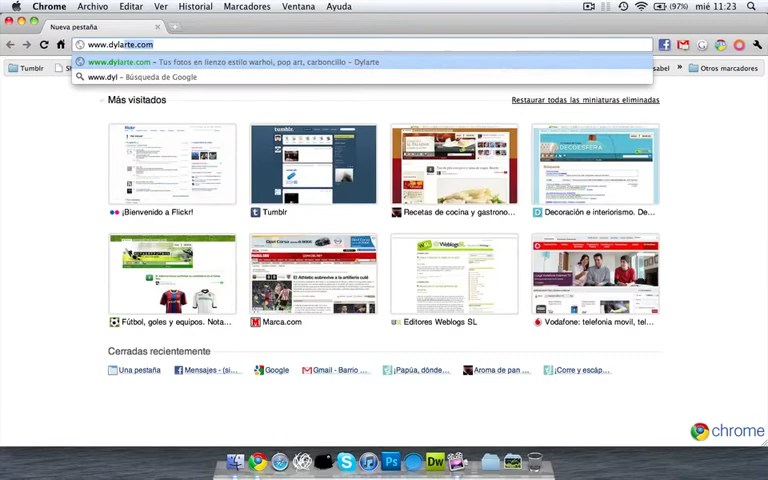 Chrome Archivo Editar Ver Historial Marcadores Ventana Ayuda (97%) mié 11:23
Nueva pestaña
www.dylarte.com
www.dylarte.com – Tus fotos en lienzo estilo warhol, pop art, carboncillo – Dylarte
www.dyl – Búsqueda de Google
Tumblr
Otros marcadores
Más visitados
Restaurar todas las miniaturas eliminadas
¡Bienvenido a Flickr!
Tumblr
Recetas de cocina y gastrono...
Decoración e interiorismo. De...
Fútbol, goles y equipos. Nota...
Marca.com
Editores Weblogs SL
Vodafone: telefonia movil, tel...
Cerradas recientemente
Una pestaña
Mensajes - (si...
Google
Gmail - Barrio ...
¡Papúa, dónde...
Aroma de pan ...
¡Corre y escáp...
chrome